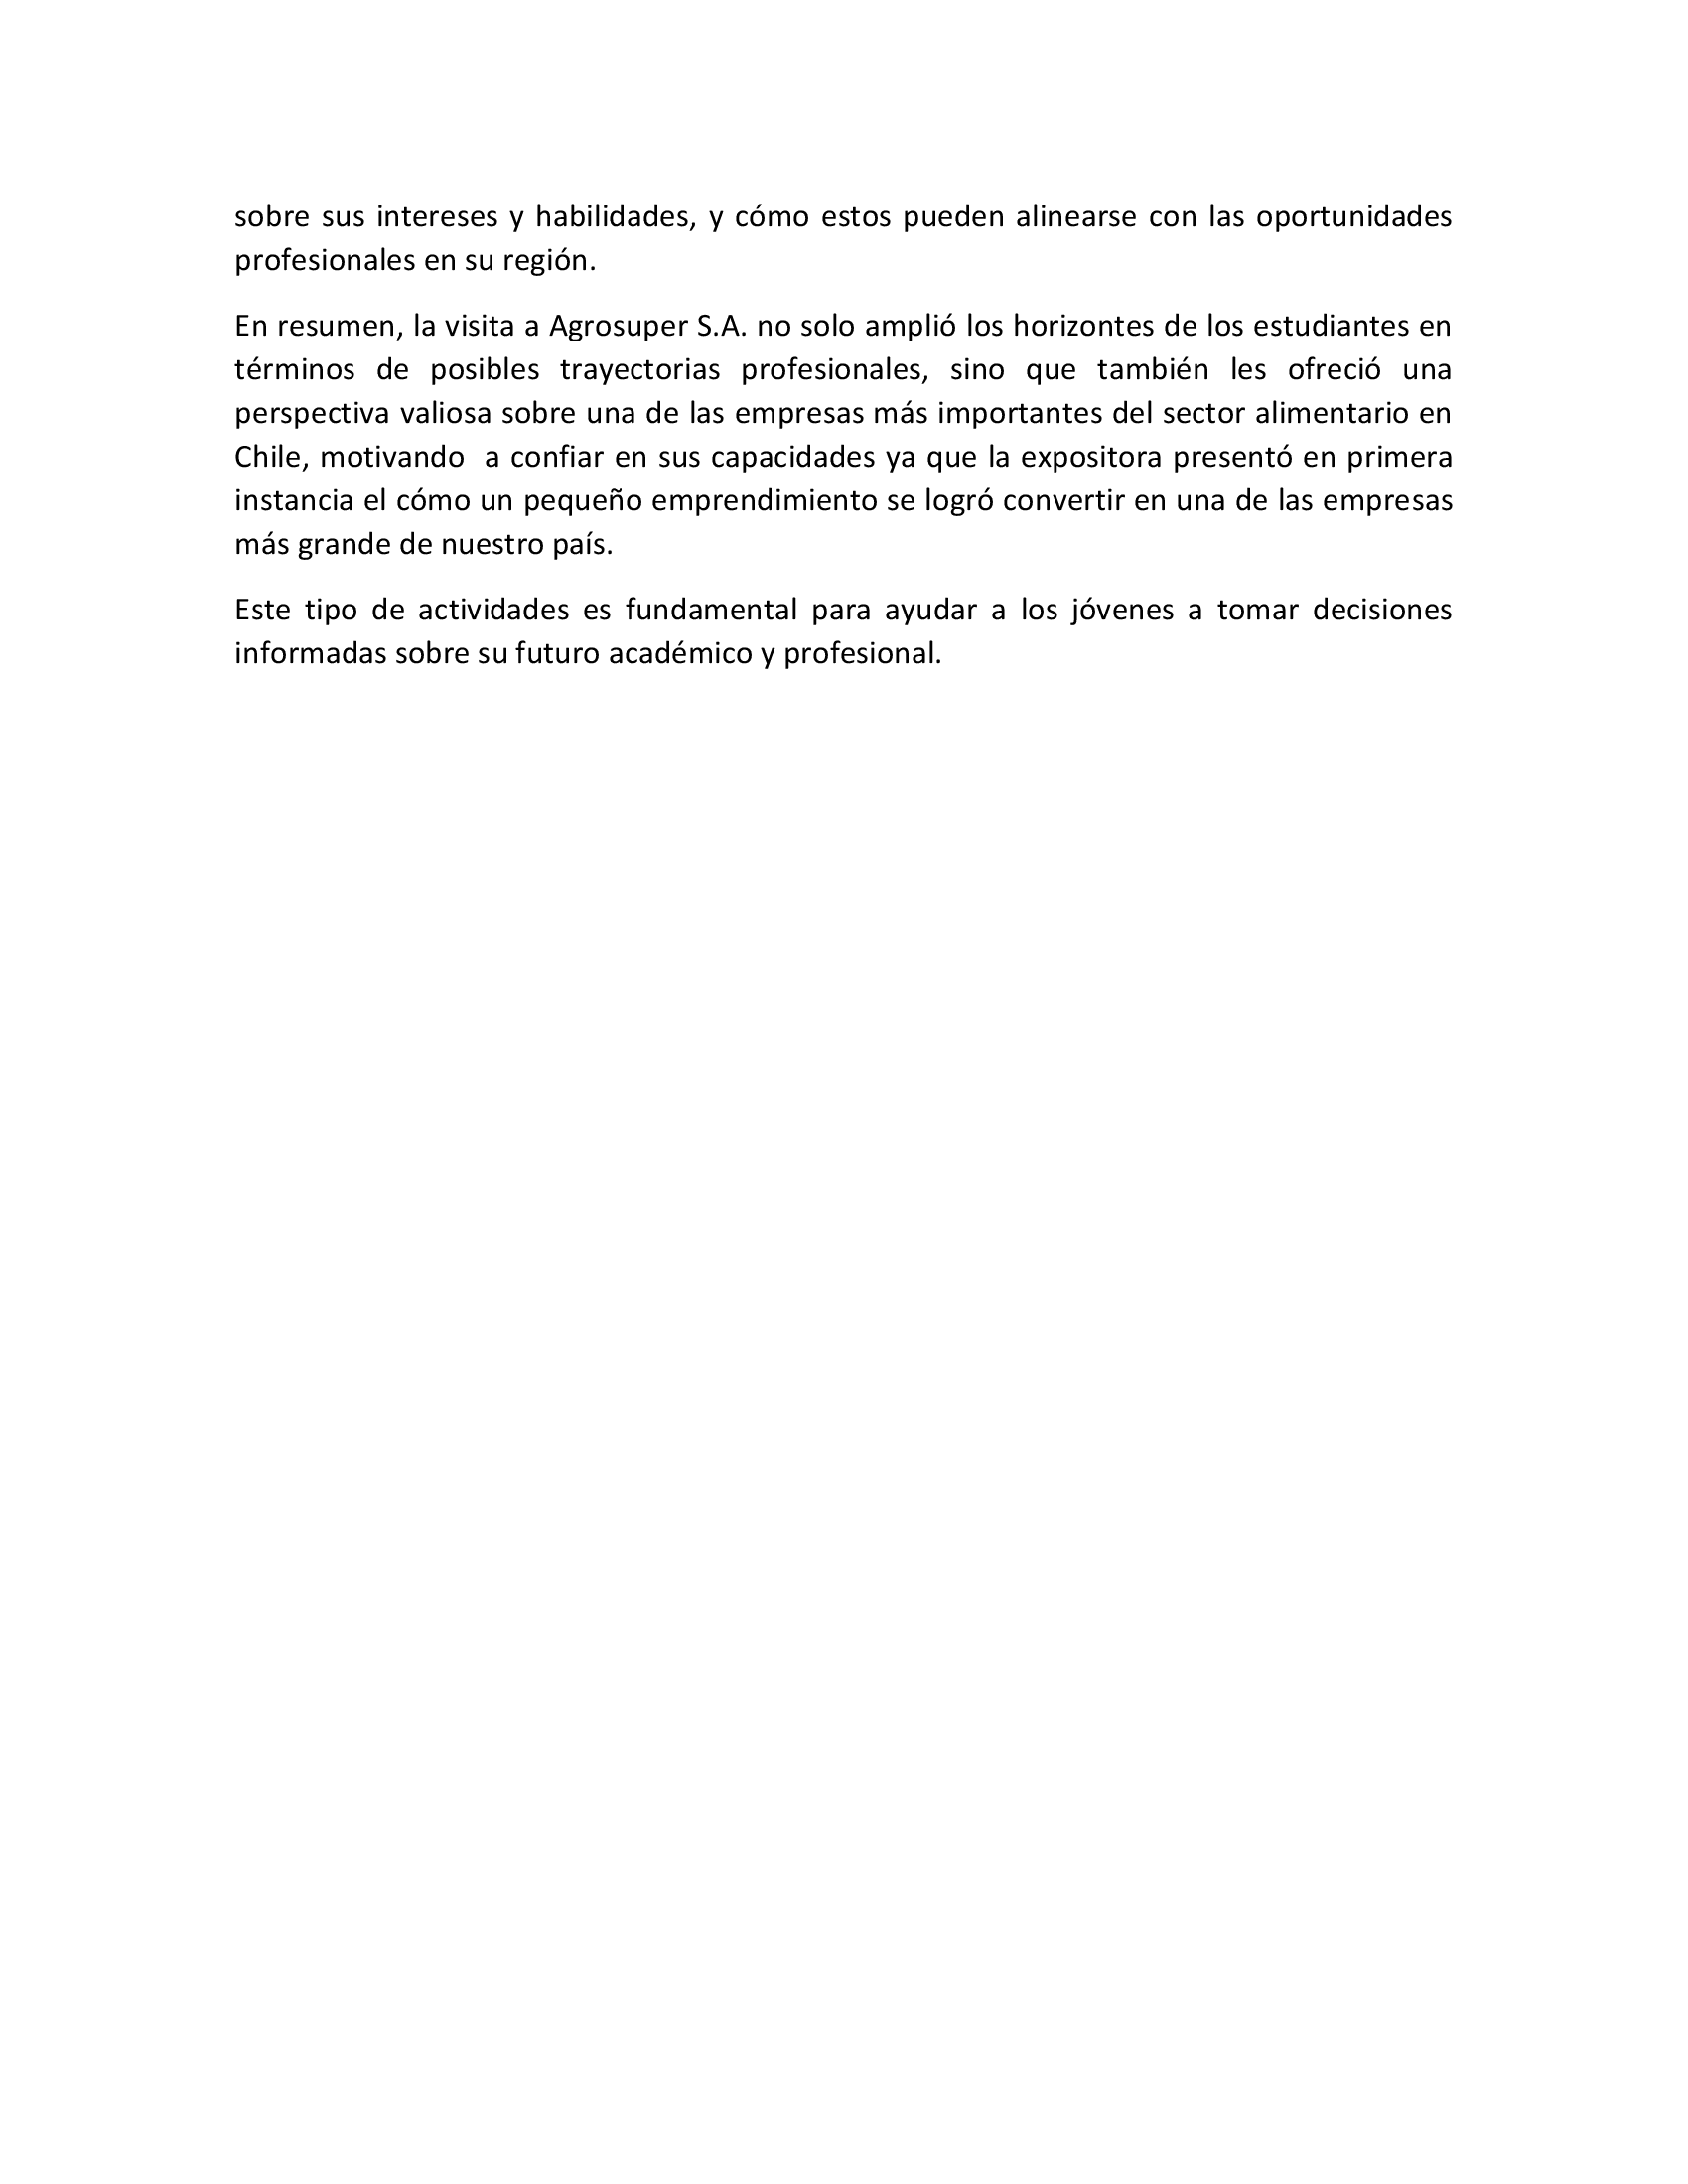 sobre sus intereses y habilidades, y cómo estos pueden alinearse con las oportunidades
profesionales en su región.
En resumen, la visita a Agrosuper S.A. no solo amplió los horizontes de los estudiantes en
términos de posibles trayectorias profesionales, sino que también les ofreció una
perspectiva valiosa sobre una de las empresas más importantes del sector alimentario en
Chile, motivando  a confiar en sus capacidades ya que la expositora presentó en primera
instancia el cómo un pequeño emprendimiento se logró convertir en una de las empresas
más grande de nuestro país.
Este tipo de actividades es fundamental para ayudar a los jóvenes a tomar decisiones
informadas sobre su futuro académico y profesional.